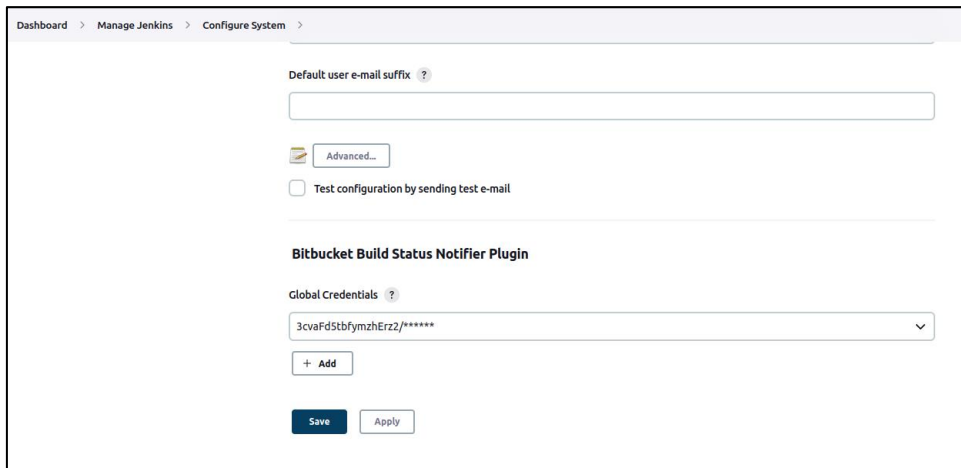 Dashboard > Manage Jenkins > Configure System >
Default user e-mail suffix ?
Advanced...
Test configuration by sending test e-mail
Bitbucket Build Status Notifier Plugin
Global Credentials ?
3cvaFd5tbfymzhErz2/******
+ Add
Save Apply